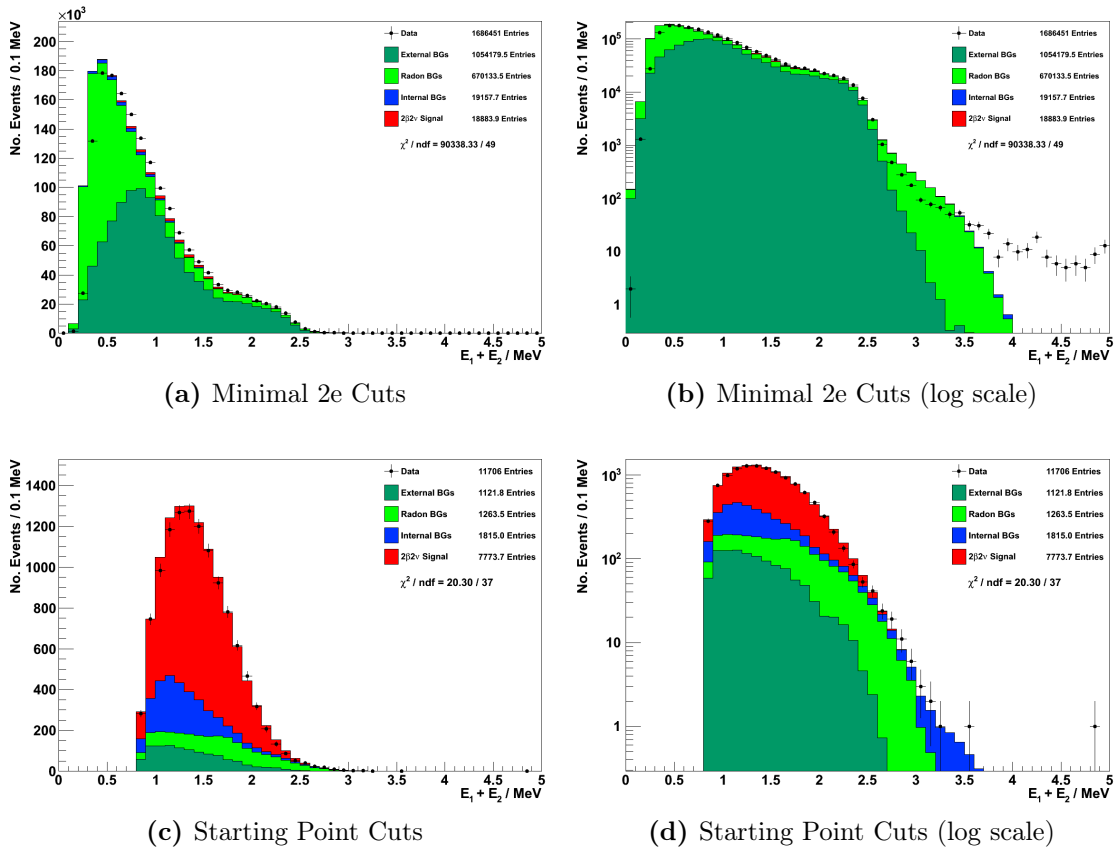 ×10³
No. Events / 0.1 MeV
200
180
160
140
120
100
80
60
40
20
0
0 0.5 1 1.5 2 2.5 3 3.5 4 4.5 5
E₁ + E₂ / MeV
Data 1686451 Entries
External BGs 1054179.5 Entries
Radon BGs 670133.5 Entries
Internal BGs 19157.7 Entries
2β2ν Signal 18883.9 Entries
χ² / ndf = 90338.33 / 49
(a) Minimal 2e Cuts
No. Events / 0.1 MeV
10⁵
10⁴
10³
10²
10
1
0 0.5 1 1.5 2 2.5 3 3.5 4 4.5 5
E₁ + E₂ / MeV
Data 1686451 Entries
External BGs 1054179.5 Entries
Radon BGs 670133.5 Entries
Internal BGs 19157.7 Entries
2β2ν Signal 18883.9 Entries
χ² / ndf = 90338.33 / 49
(b) Minimal 2e Cuts (log scale)
No. Events / 0.1 MeV
1400
1200
1000
800
600
400
200
0
0 0.5 1 1.5 2 2.5 3 3.5 4 4.5 5
E₁ + E₂ / MeV
Data 11706 Entries
External BGs 1121.8 Entries
Radon BGs 1263.5 Entries
Internal BGs 1815.0 Entries
2β2ν Signal 7773.7 Entries
χ² / ndf = 20.30 / 37
(c) Starting Point Cuts
No. Events / 0.1 MeV
10³
10²
10
1
0 0.5 1 1.5 2 2.5 3 3.5 4 4.5 5
E₁ + E₂ / MeV
Data 11706 Entries
External BGs 1121.8 Entries
Radon BGs 1263.5 Entries
Internal BGs 1815.0 Entries
2β2ν Signal 7773.7 Entries
χ² / ndf = 20.30 / 37
(d) Starting Point Cuts (log scale)